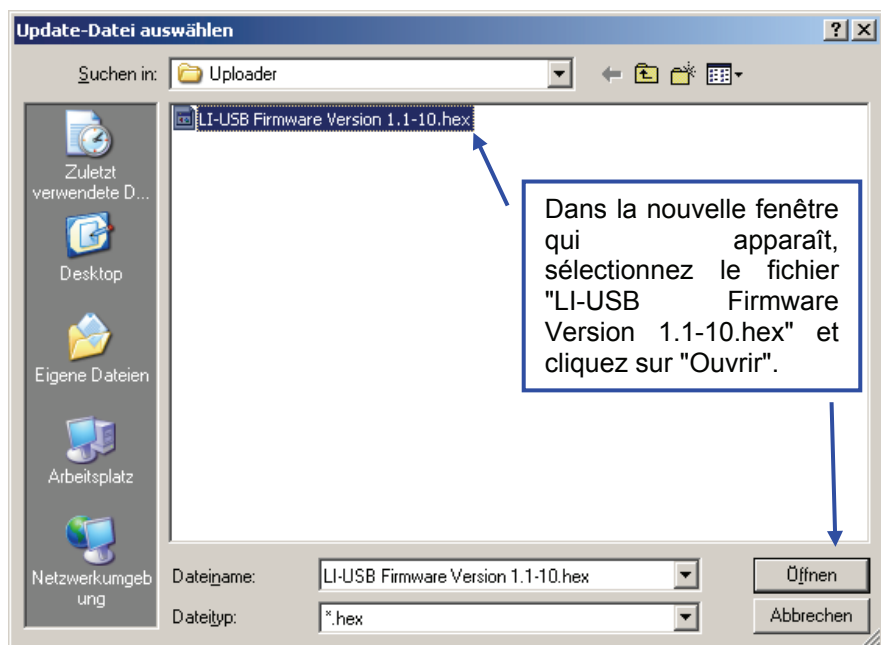 Update-Datei auswählen
Suchen in: Uploader
LI-USB Firmware Version 1.1-10.hex
Zuletzt
verwendete D...
Desktop
Eigene Dateien
Arbeitsplatz
Netzwerkumgeb
ung
Dans la nouvelle fenêtre
qui apparaît,
sélectionnez le fichier
"LI-USB Firmware
Version 1.1-10.hex" et
cliquez sur "Ouvrir".
Dateiname: LI-USB Firmware Version 1.1-10.hex Öffnen
Dateityp: *.hex Abbrechen